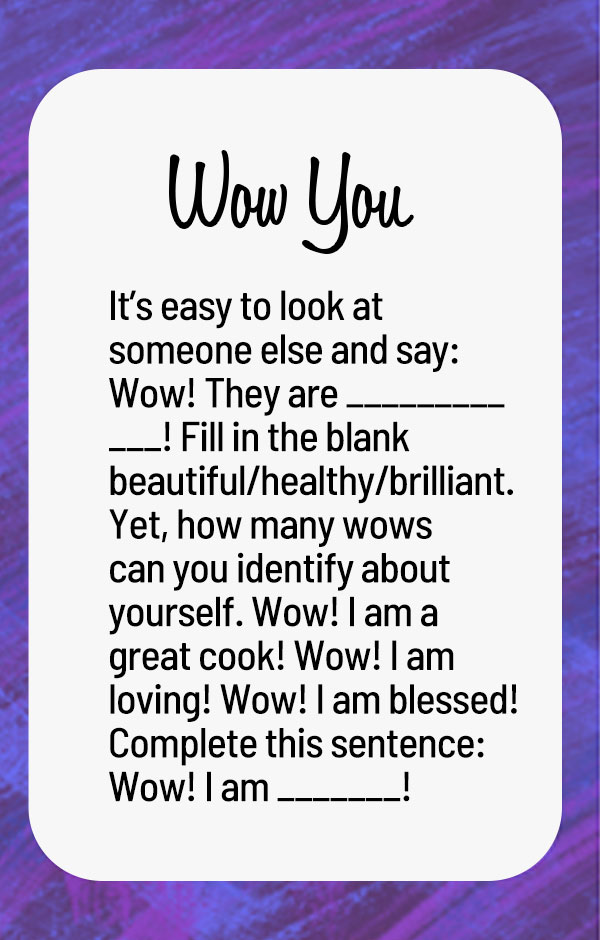 Wow You
It’s easy to look at
someone else and say:
Wow! They are _________
___! Fill in the blank
beautiful/healthy/brilliant.
Yet, how many wows
can you identify about
yourself. Wow! I am a
great cook! Wow! I am
loving! Wow! I am blessed!
Complete this sentence:
Wow! I am _______!